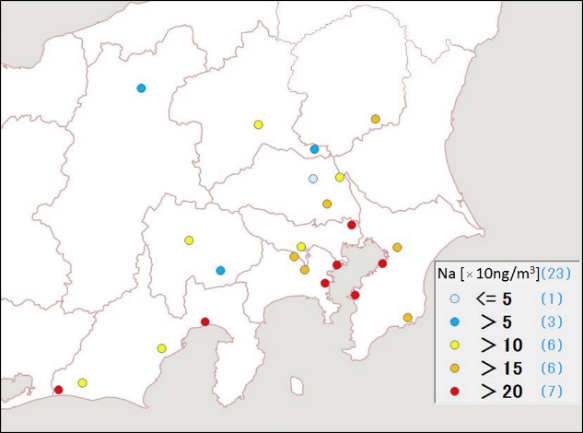 Na [×10ng/m³](23)
<= 5 (1)
> 5 (3)
> 10 (6)
> 15 (6)
> 20 (7)